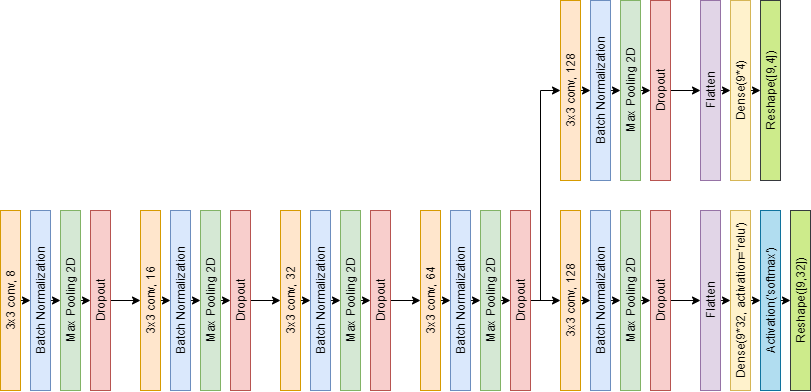 3x3 conv, 128
Batch Normalization
Max Pooling 2D
Dropout
Flatten
Dense(9*4)
Reshape([9,4])
3x3 conv, 8
Batch Normalization
Max Pooling 2D
Dropout
3x3 conv, 16
Batch Normalization
Max Pooling 2D
Dropout
3x3 conv, 32
Batch Normalization
Max Pooling 2D
Dropout
3x3 conv, 64
Batch Normalization
Max Pooling 2D
Dropout
3x3 conv, 128
Batch Normalization
Max Pooling 2D
Dropout
Flatten
Dense(9*32, activation='relu')
Activation('softmax')
Reshape([9,32])